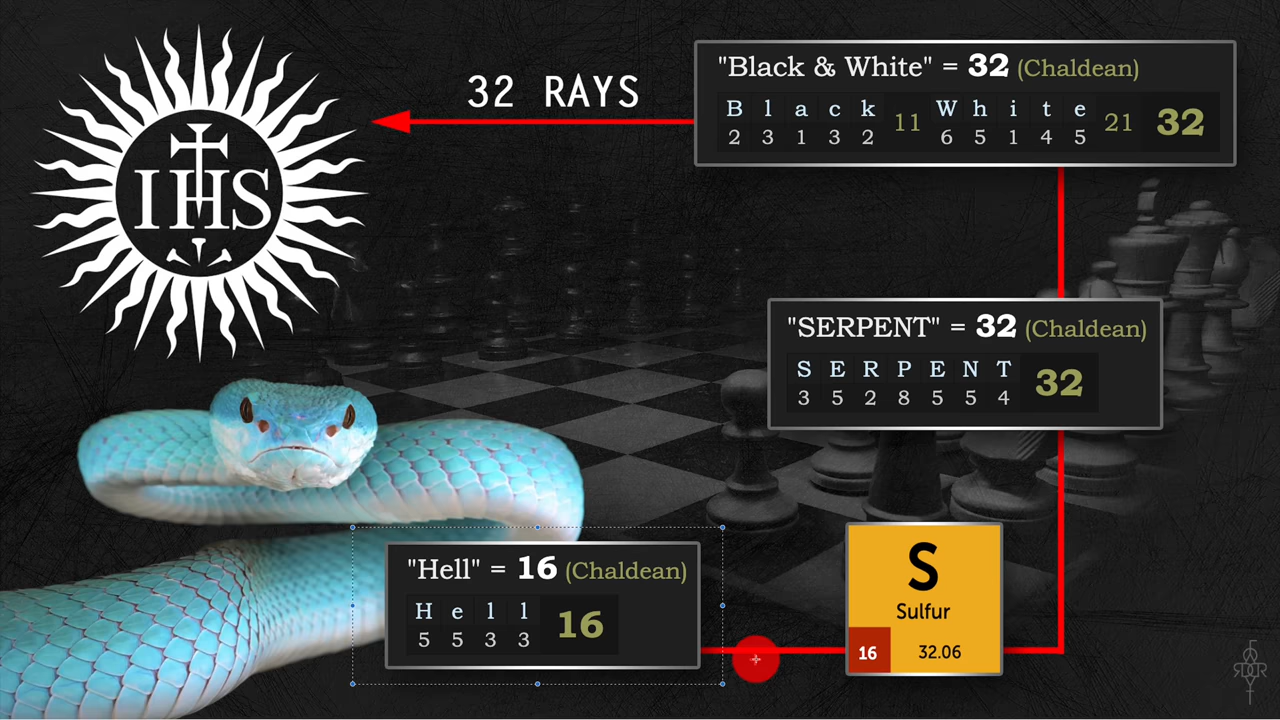 IHS
32 RAYS
"Black & White" = 32 (Chaldean)
B l a c k 11 W h i t e 21 32
2 3 1 3 2 6 5 1 4 5
"SERPENT" = 32 (Chaldean)
S E R P E N T 32
3 5 2 8 5 5 4
"Hell" = 16 (Chaldean)
H e l l 16
5 5 3 3
S
Sulfur
16 32.06